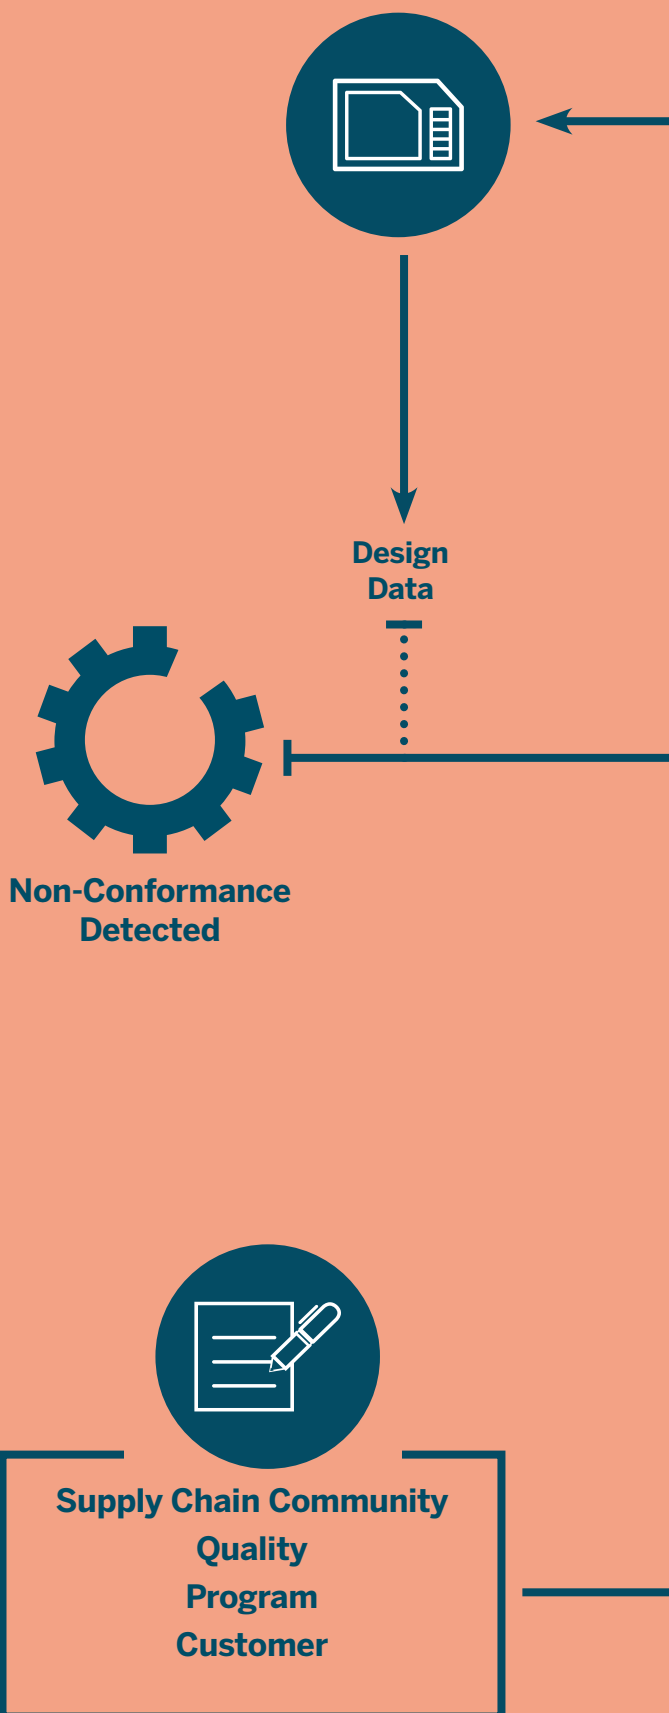 Design
Data
Non-Conformance
Detected
Supply Chain Community
Quality
Program
Customer